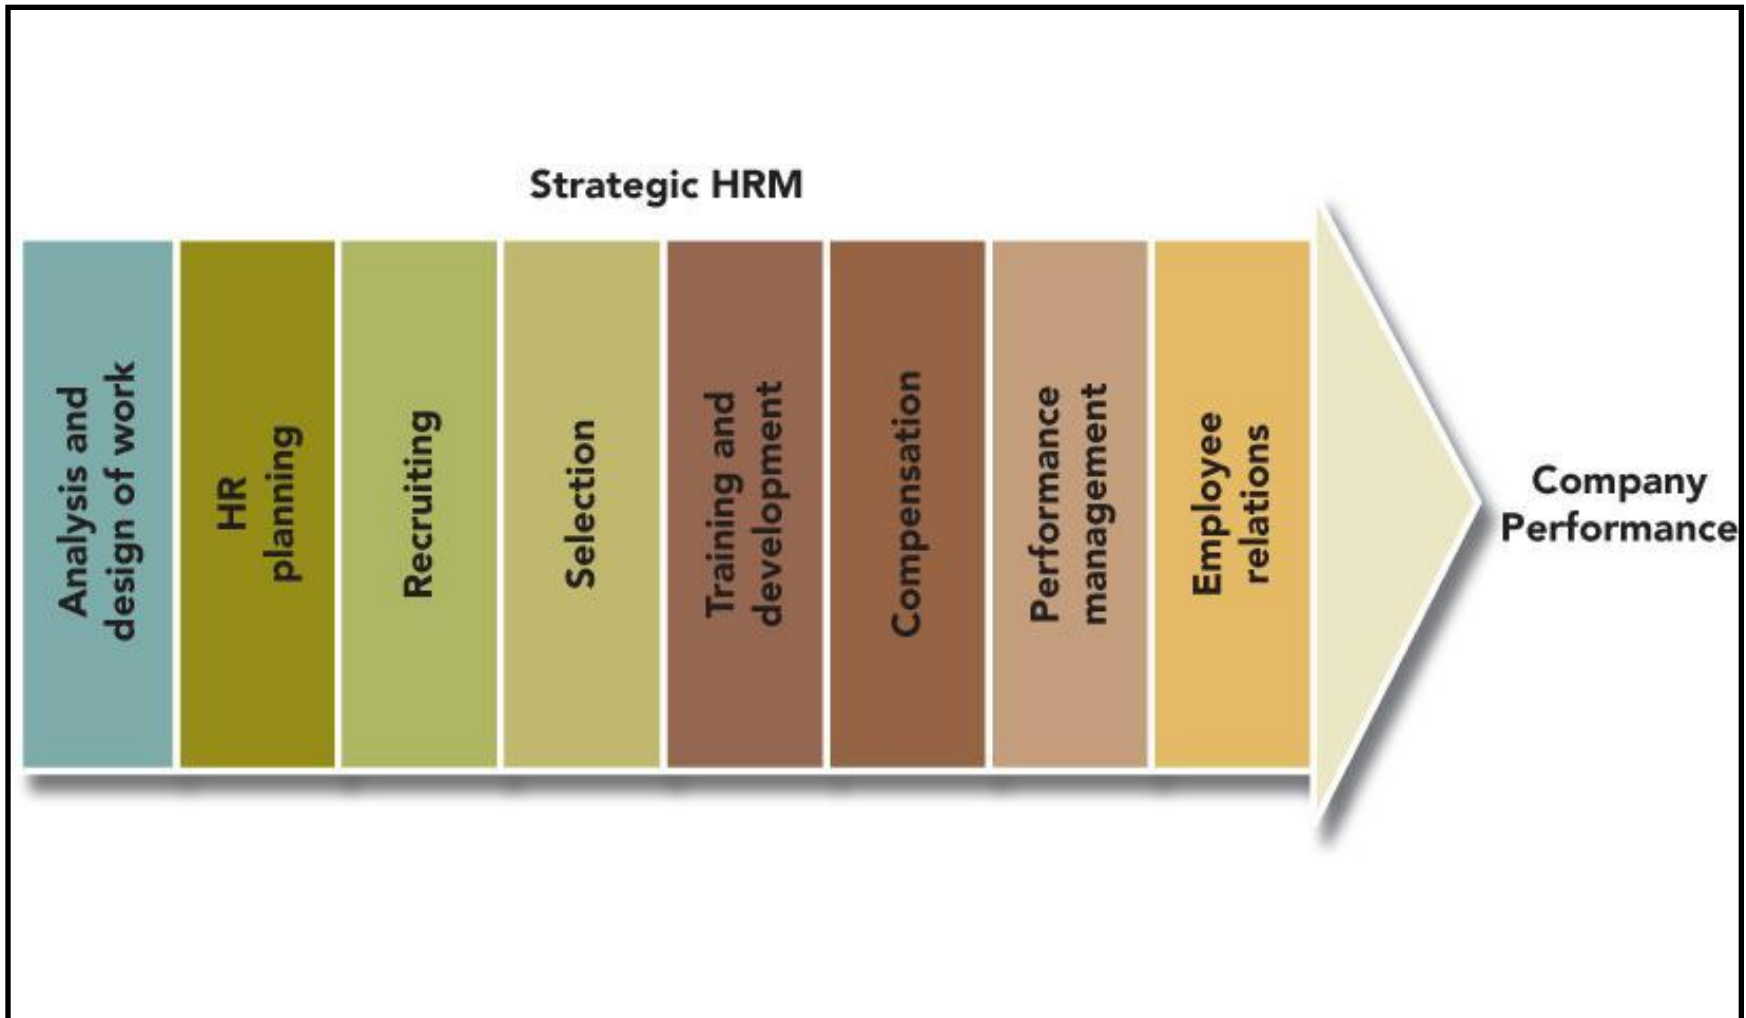 Strategic HRM
Analysis and
design of work
HR
planning
Recruiting
Selection
Training and
development
Compensation
Performance
management
Employee
relations
Company
Performance